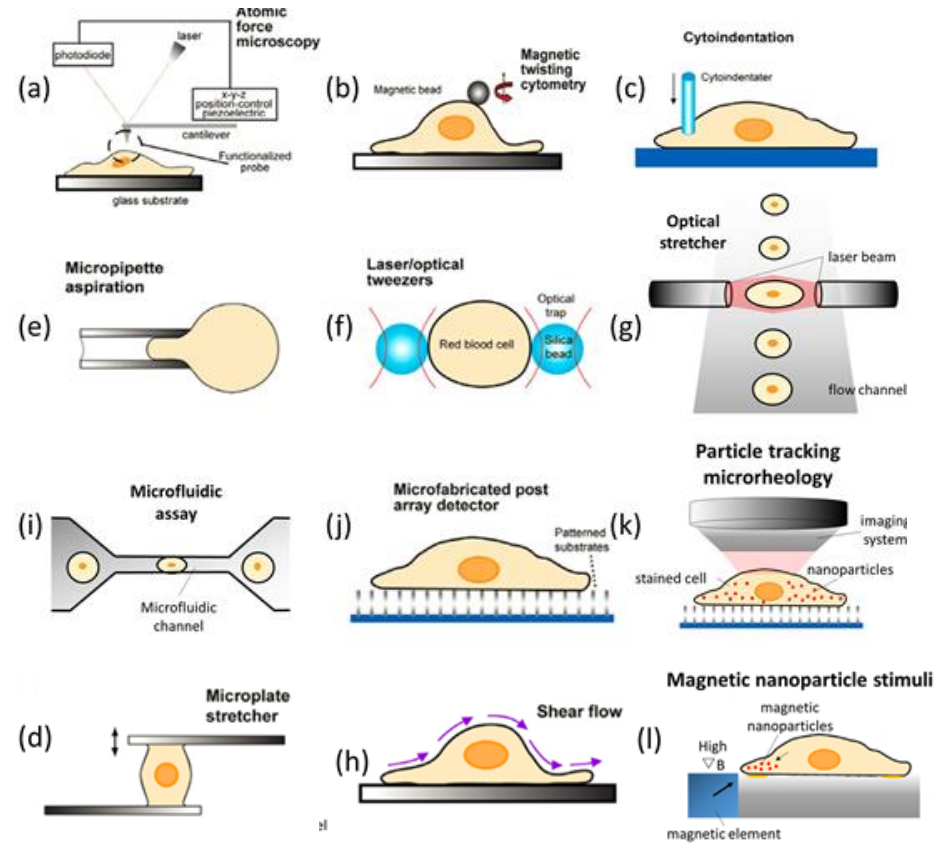 (a)
Atomic
force
microscopy
laser
photodiode
x-y-z
position-control
piezoelectric
cantilever
Functionalized
probe
glass substrate
(b)
Magnetic bead
Magnetic
twisting
cytometry
(c)
Cytoindentation
Cytoindentater
(e)
Micropipette
aspiration
(f)
Laser/optical
tweezers
Optical
trap
Red blood cell
Silica
bead
(g)
Optical
stretcher
laser beam
flow channel
(i)
Microfluidic
assay
Microfluidic
channel
(j)
Microfabricated post
array detector
Patterned
substrates
(k)
Particle tracking
microrheology
imaging
system
stained cell
nanoparticles
(d)
Microplate
stretcher
(h)
Shear flow
el
(l)
Magnetic nanoparticle stimuli
magnetic
nanoparticles
High
▽B
magnetic element